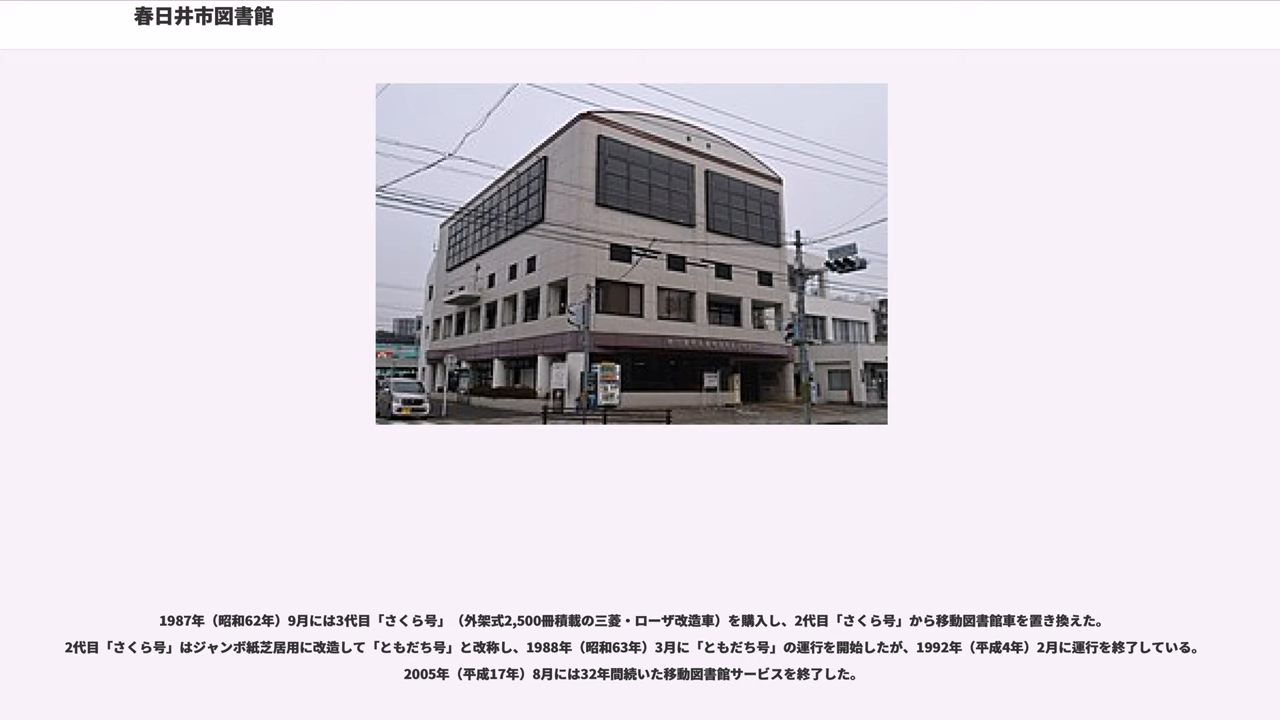 春日井市図書館
1987年（昭和62年）9月には3代目「さくら号」（外架式2,500冊積載の三菱・ローザ改造車）を購入し、2代目「さくら号」から移動図書館車を置き換えた。
2代目「さくら号」はジャンボ紙芝居用に改造して「ともだち号」と改称し、1988年（昭和63年）3月に「ともだち号」の運行を開始したが、1992年（平成4年）2月に運行を終了している。
2005年（平成17年）8月には32年間続いた移動図書館サービスを終了した。